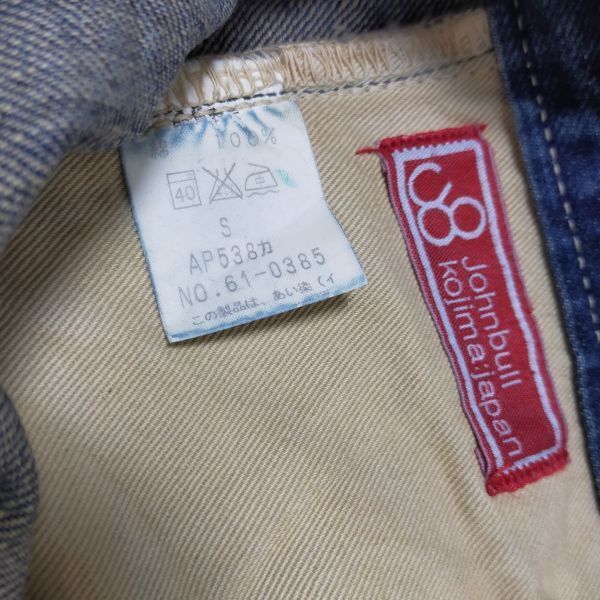 綿 100%
40
S
AP538カ
NO.61-0385
この製品は、あい染(イ
Johnbull
kojima:japan